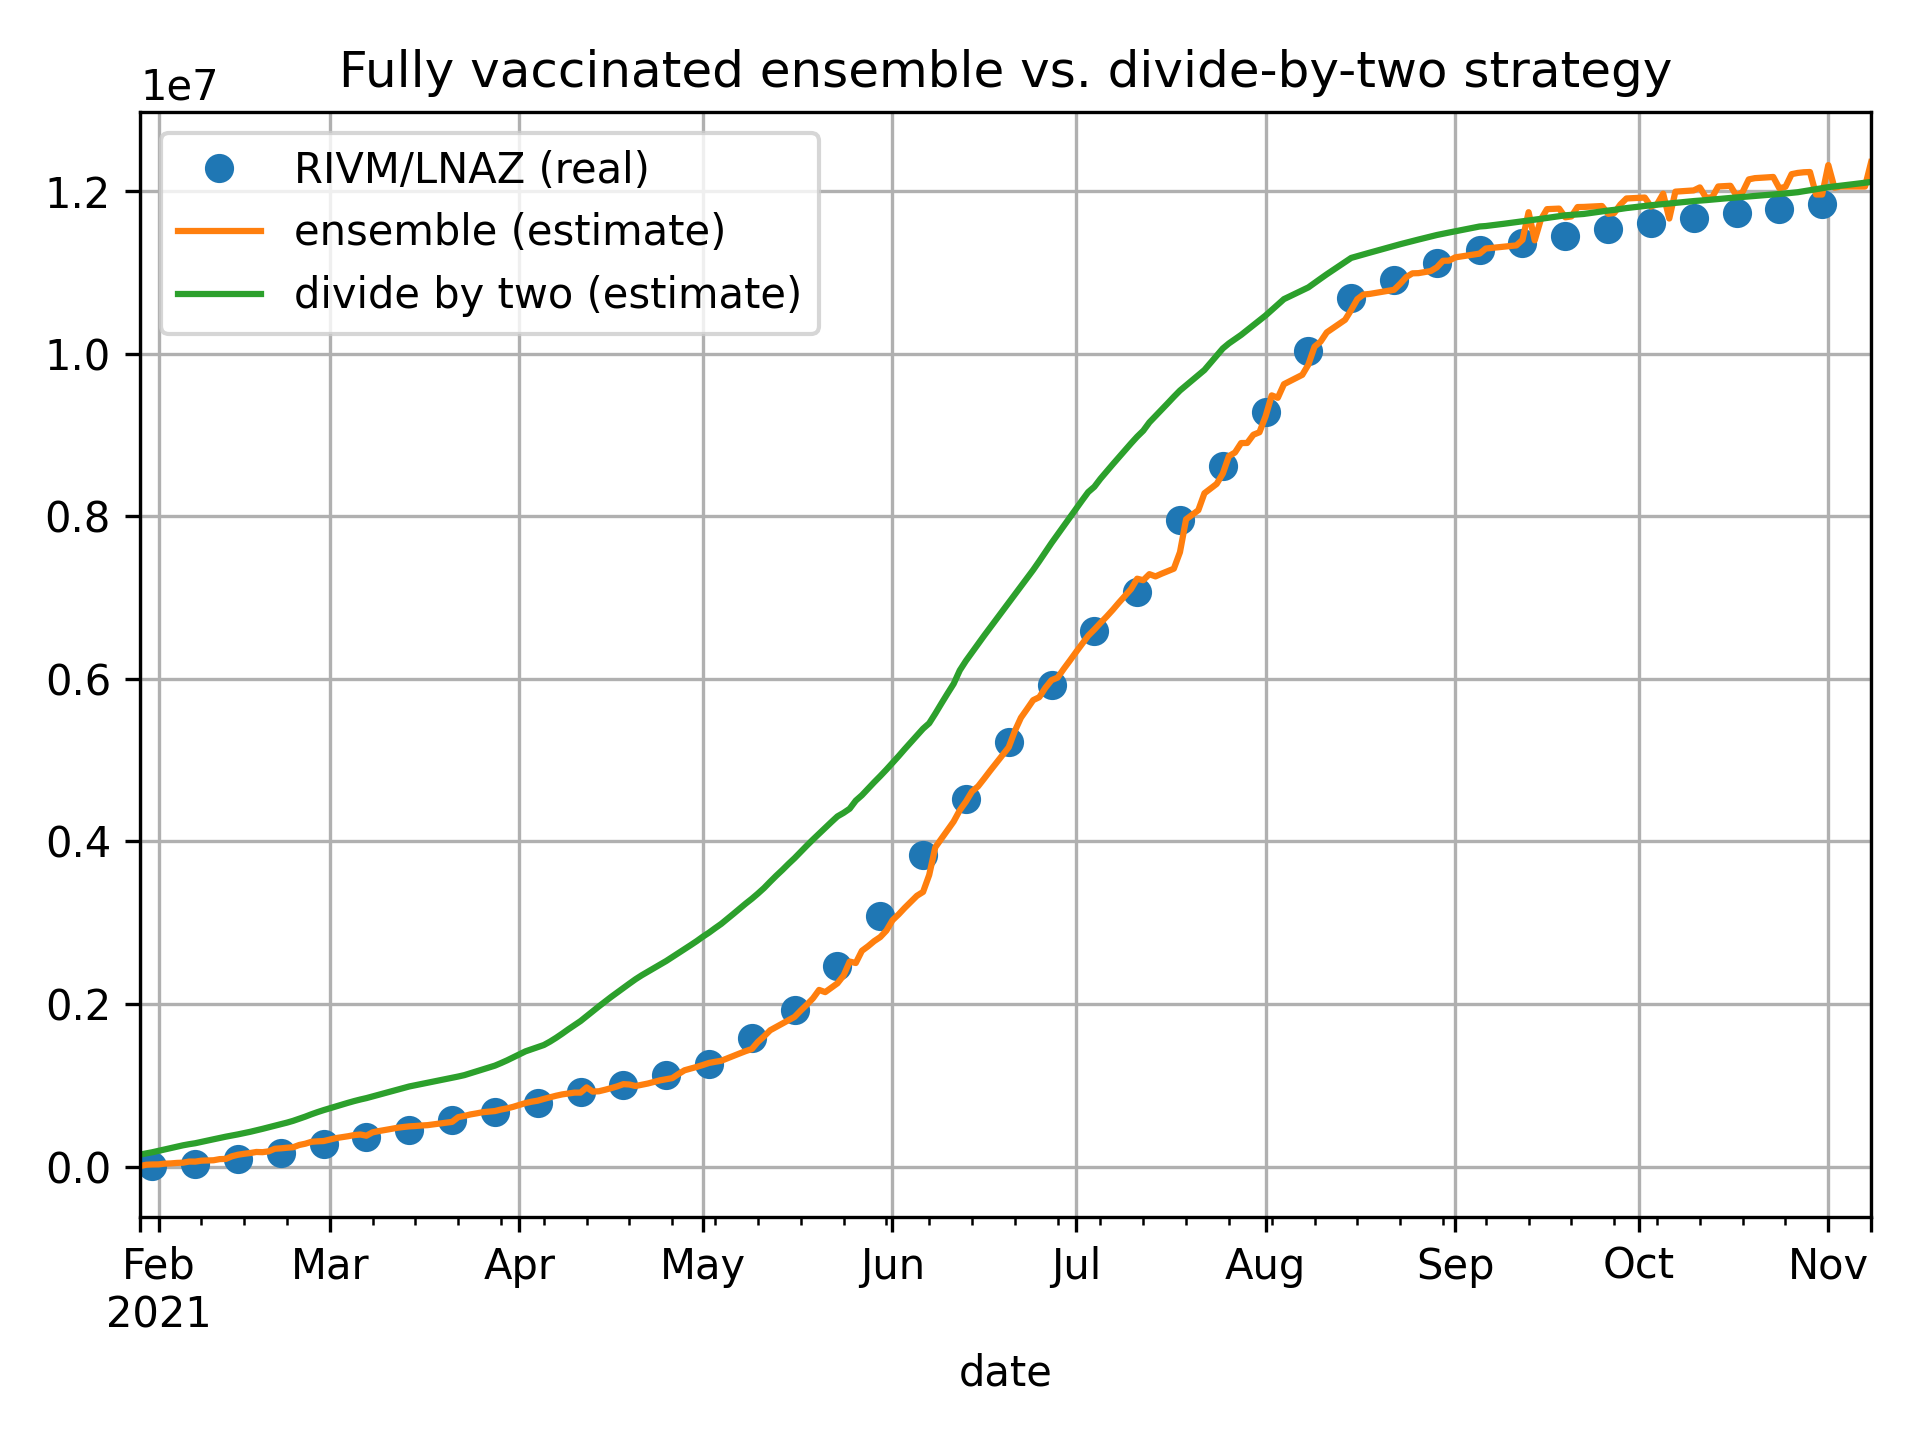 Fully vaccinated ensemble vs. divide-by-two strategy
1e7
RIVM/LNAZ (real)
ensemble (estimate)
divide by two (estimate)
1.2
1.0
0.8
0.6
0.4
0.2
0.0
Feb Mar Apr May Jun Jul Aug Sep Oct Nov
2021
date